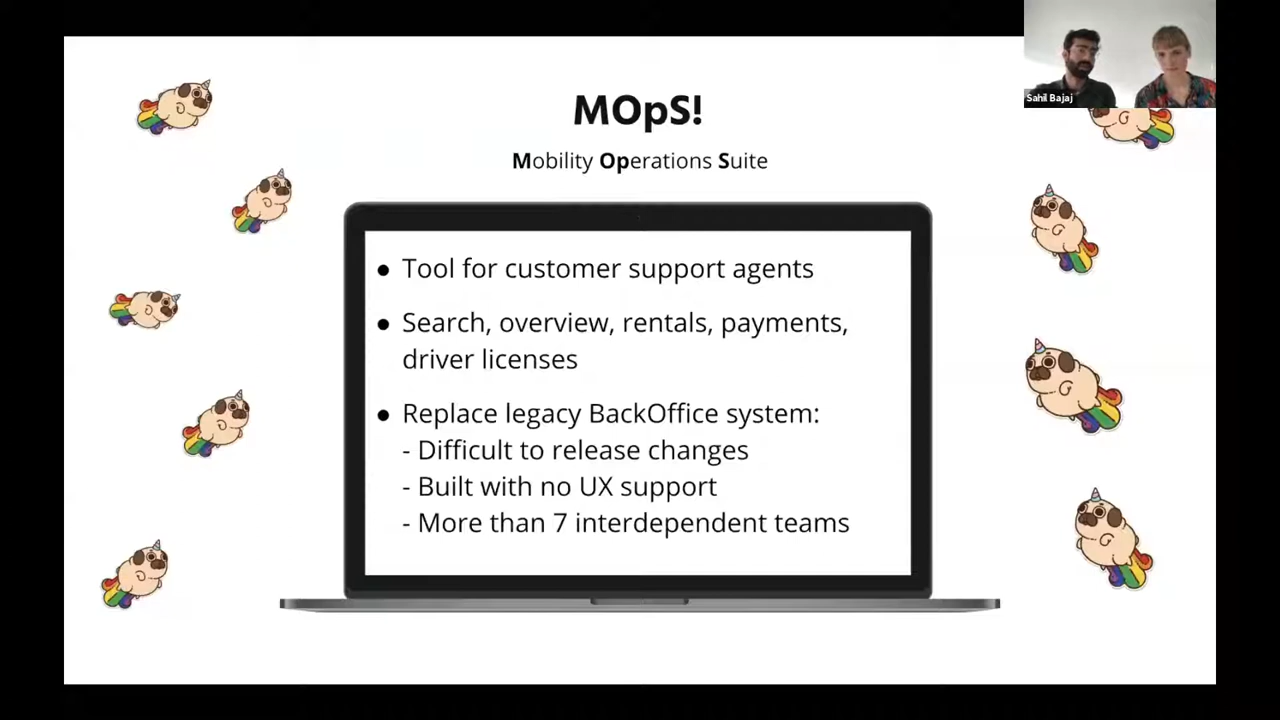 Sahil Bajaj
MOpS!
Mobility Operations Suite
● Tool for customer support agents
● Search, overview, rentals, payments,
driver licenses
● Replace legacy BackOffice system:
- Difficult to release changes
- Built with no UX support
- More than 7 interdependent teams